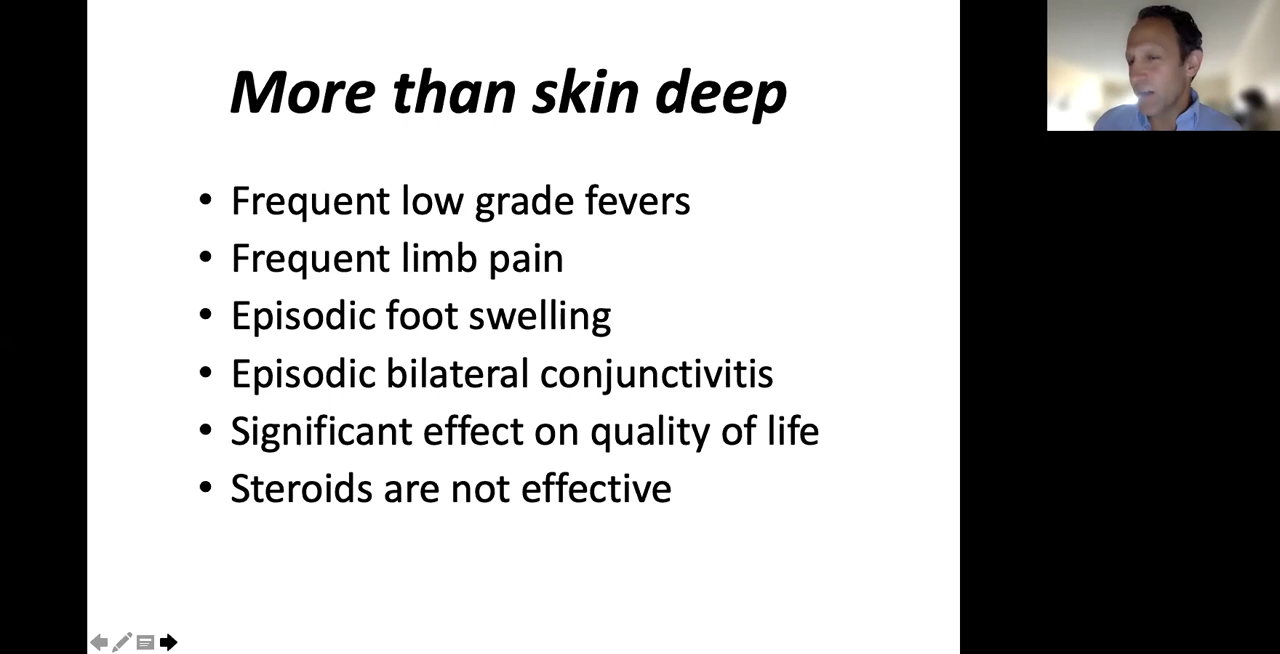 More than skin deep
• Frequent low grade fevers
• Frequent limb pain
• Episodic foot swelling
• Episodic bilateral conjunctivitis
• Significant effect on quality of life
• Steroids are not effective